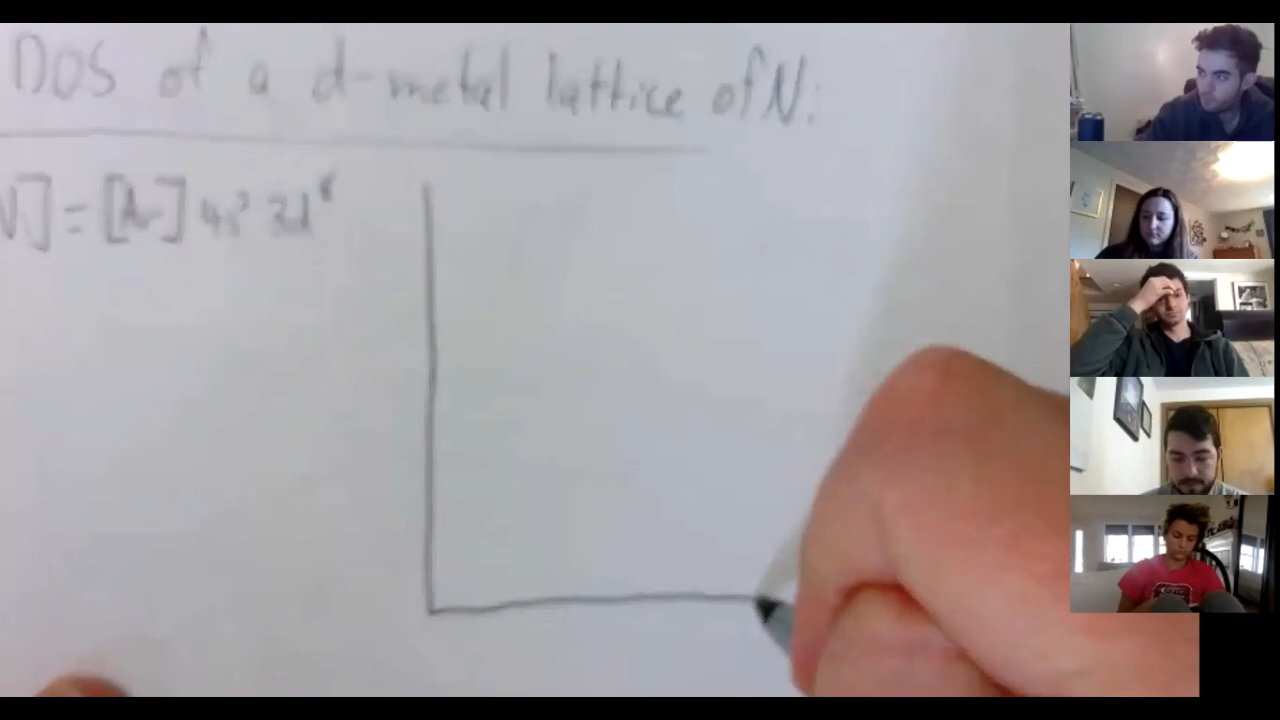 DOS of a d-metal lattice of Ni:
Ni] = [Ar] 4s² 3d⁸